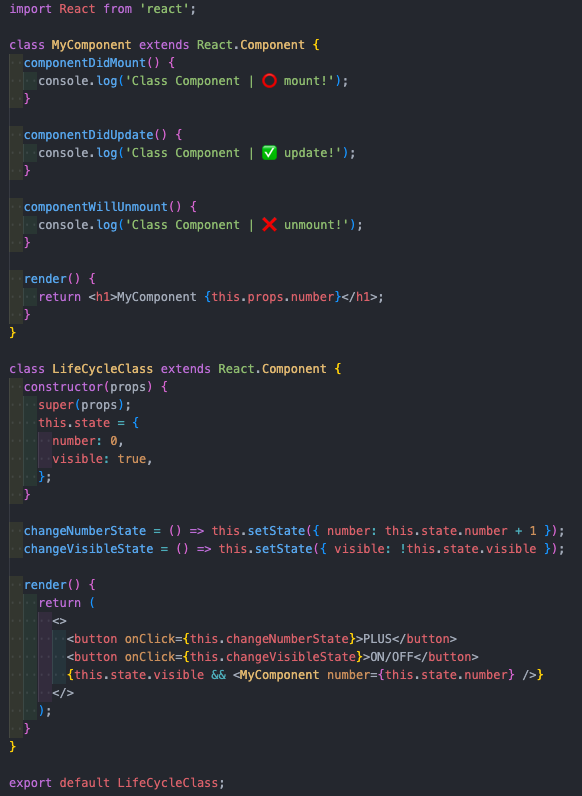 import React from 'react';
class MyComponent extends React.Component {
componentDidMount() {
console.log('Class Component | ⭕ mount!');
}
componentDidUpdate() {
console.log('Class Component | ✅ update!');
}
componentWillUnmount() {
console.log('Class Component | ❌ unmount!');
}
render() {
return <h1>MyComponent {this.props.number}</h1>;
}
}
class LifeCycleClass extends React.Component {
constructor(props) {
super(props);
this.state = {
number: 0,
visible: true,
};
}
changeNumberState = () => this.setState({ number: this.state.number + 1 });
changeVisibleState = () => this.setState({ visible: !this.state.visible });
render() {
return (
<>
<button onClick={this.changeNumberState}>PLUS</button>
<button onClick={this.changeVisibleState}>ON/OFF</button>
{this.state.visible && <MyComponent number={this.state.number} />}
</>
);
}
}
export default LifeCycleClass;